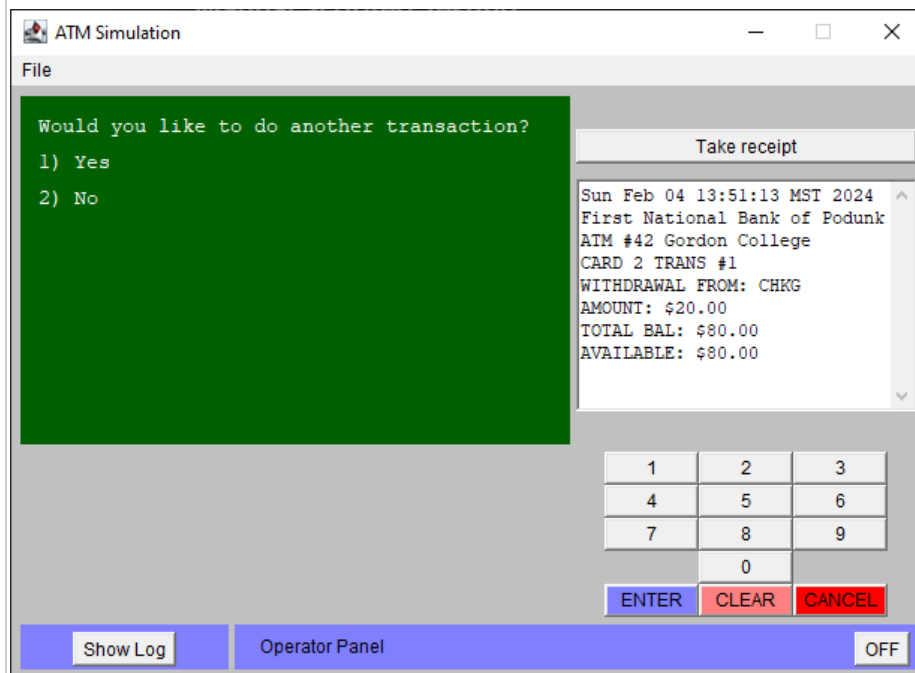 ATM Simulation
File
Would you like to do another transaction?
1) Yes
2) No
Take receipt
Sun Feb 04 13:51:13 MST 2024
First National Bank of Podunk
ATM #42 Gordon College
CARD 2 TRANS #1
WITHDRAWAL FROM: CHKG
AMOUNT: $20.00
TOTAL BAL: $80.00
AVAILABLE: $80.00
1 2 3
4 5 6
7 8 9
0
ENTER CLEAR CANCEL
Show Log Operator Panel OFF